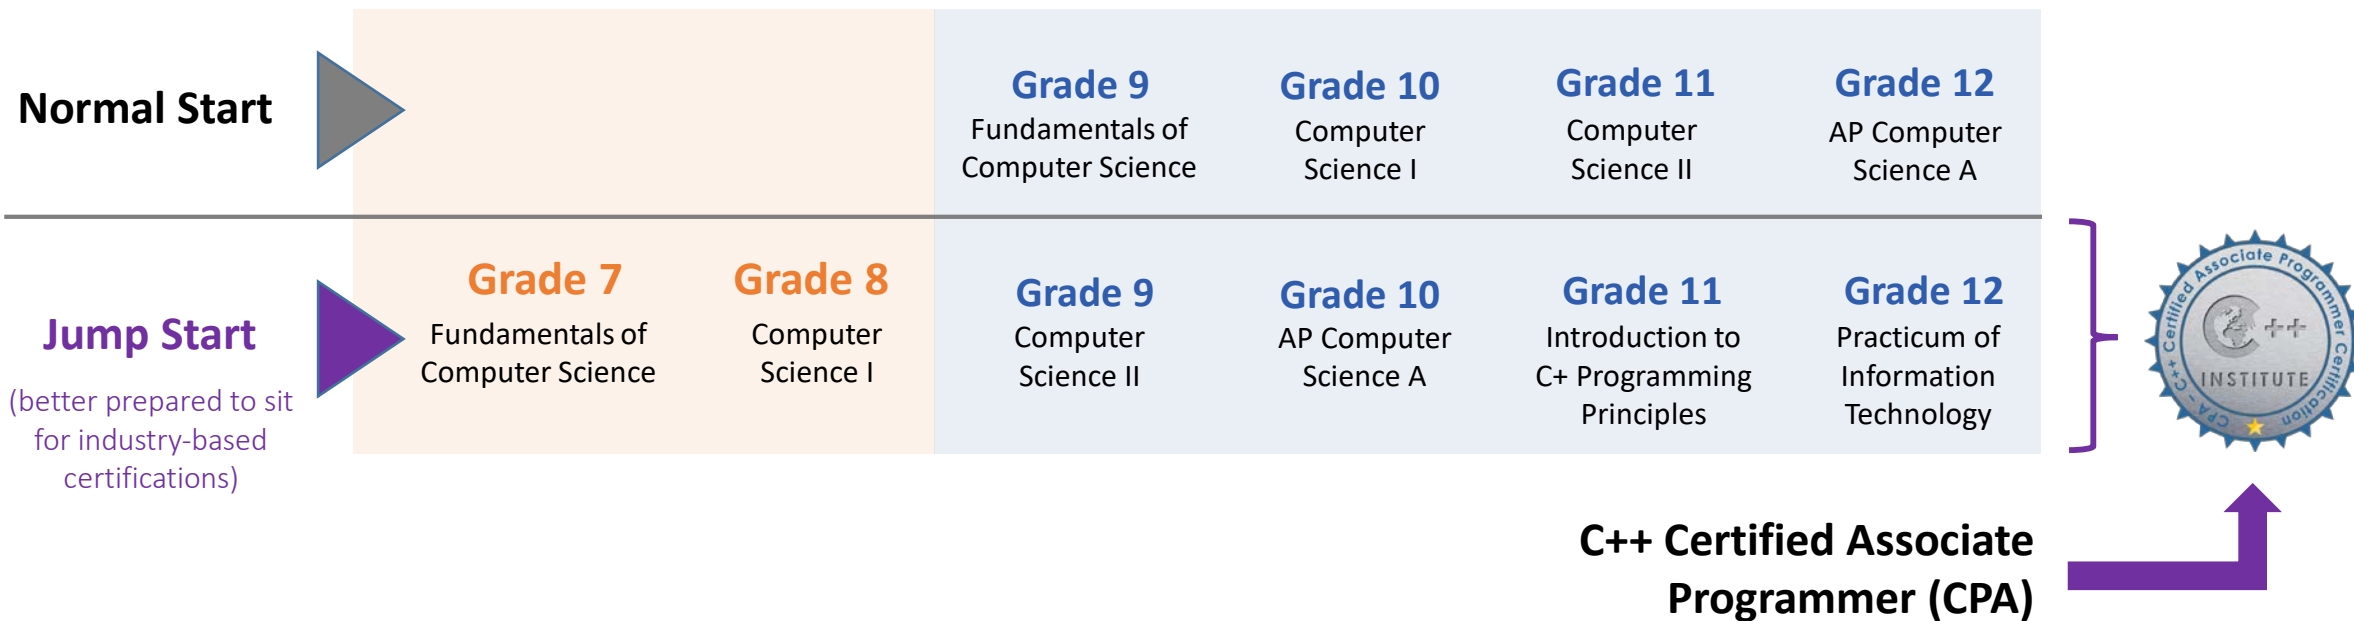 Normal Start
Grade 9
Fundamentals of
Computer Science
Grade 10
Computer
Science I
Grade 11
Computer
Science II
Grade 12
AP Computer
Science A
Jump Start
(better prepared to sit
for industry-based
certifications)
Grade 7
Fundamentals of
Computer Science
Grade 8
Computer
Science I
Grade 9
Computer
Science II
Grade 10
AP Computer
Science A
Grade 11
Introduction to
C+ Programming
Principles
Grade 12
Practicum of
Information
Technology
CPA – C++ Certified Associate Programmer Certification
C++
INSTITUTE
C++ Certified Associate
Programmer (CPA)